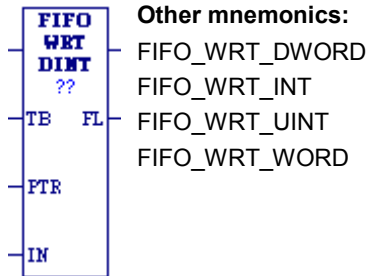 FIFO
WRT
DINT
??
TB FL
PTR
IN
Other mnemonics:
FIFO_WRT_DWORD
FIFO_WRT_INT
FIFO_WRT_UINT
FIFO_WRT_WORD